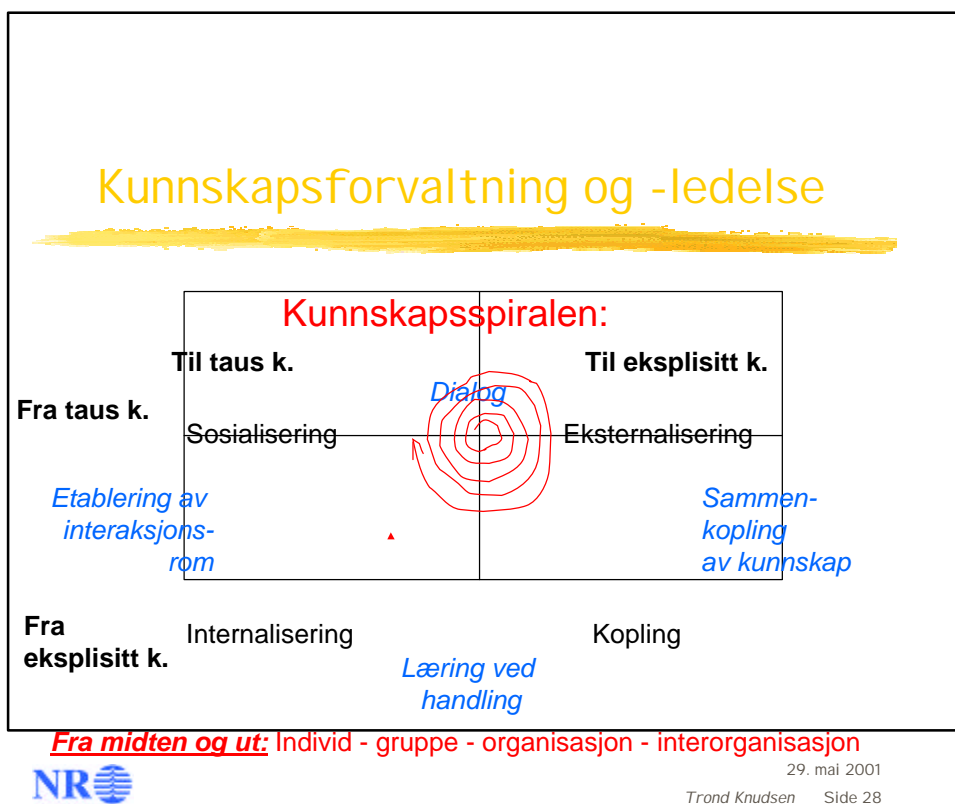 Kunnskapsforvaltning og -ledelse
Kunnskapsspiralen:
Til taus k.
Til eksplisitt k.
Dialog
Fra taus k.
Sosialisering
Eksternalisering
Etablering av
interaksjons-
rom
Sammen-
kopling
av kunnskap
Fra
eksplisitt k.
Internalisering
Kopling
Læring ved
handling
Fra midten og ut: Individ - gruppe - organisasjon - interorganisasjon
NR
29. mai 2001
Trond Knudsen Side 28